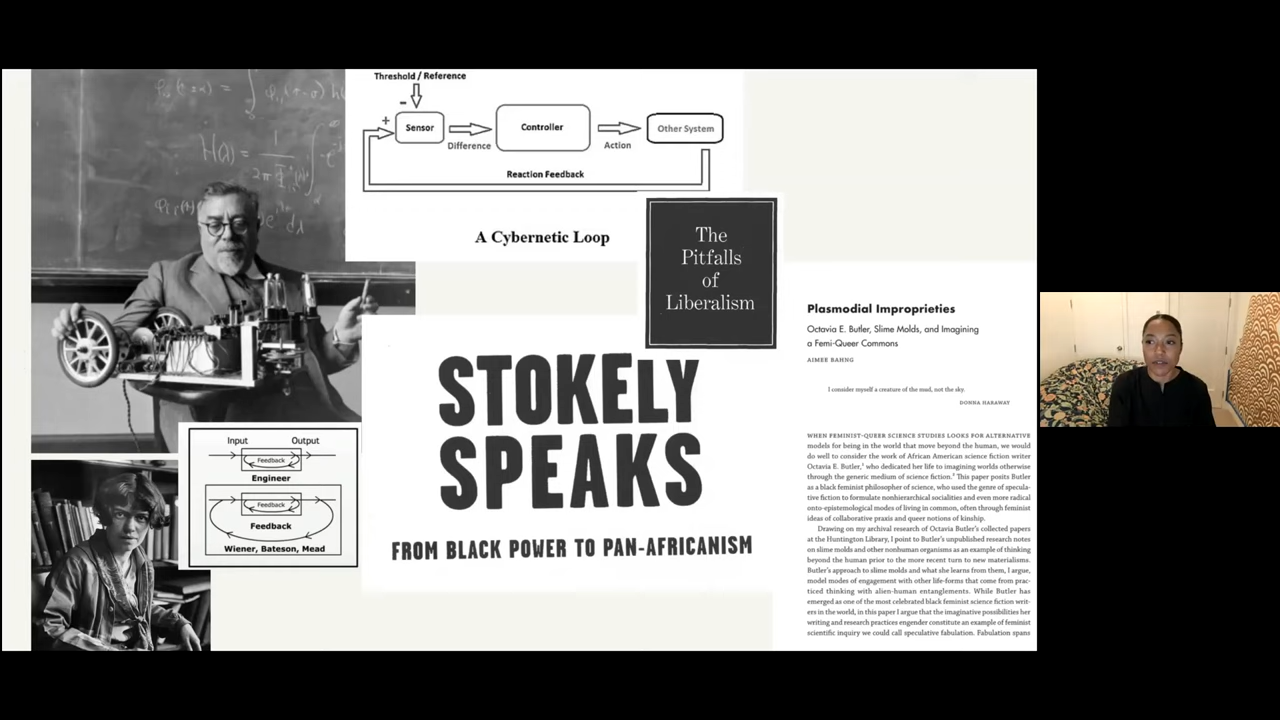 Threshold / Reference
−
+
Sensor
Difference
Controller
Action
Other System
Reaction Feedback
A Cybernetic Loop
The
Pitfalls
of
Liberalism
Input Output
Feedback
Engineer
Feedback
Feedback
Wiener, Bateson, Mead
STOKELY
SPEAKS
FROM BLACK POWER TO PAN-AFRICANISM
Plasmodial Improprieties
Octavia E. Butler, Slime Molds, and Imagining
a Femi-Queer Commons
AIMEE BAHNG
I consider myself a creature of the mud, not the sky.
DONNA HARAWAY
WHEN FEMINIST-QUEER SCIENCE STUDIES LOOKS FOR ALTERNATIVE
models for being in the world that move beyond the human, we would
do well to consider the work of African American science fiction writer
Octavia E. Butler,¹ who dedicated her life to imagining worlds otherwise
through the generic medium of science fiction.² This paper posits Butler
as a black feminist philosopher of science, who used the genre of specula-
tive fiction to formulate nonhierarchical socialities and even more radical
onto-epistemological modes of living in common, often through feminist
ideas of collaborative praxis and queer notions of kinship.
Drawing on my archival research of Octavia Butler's collected papers
at the Huntington Library, I point to Butler's unpublished research notes
on slime molds and other nonhuman organisms as an example of thinking
beyond the human prior to the more recent turn to new materialisms.
Butler's approach to slime molds and what she learns from them, I argue,
model modes of engagement with other life-forms that come from prac-
ticed thinking with alien-human entanglements. While Butler has
emerged as one of the most celebrated black feminist science fiction writ-
ers in the world, in this paper I argue that the imaginative possibilities her
writing and research practices engender constitute an example of feminist
scientific inquiry we could call speculative fabulation. Fabulation spans